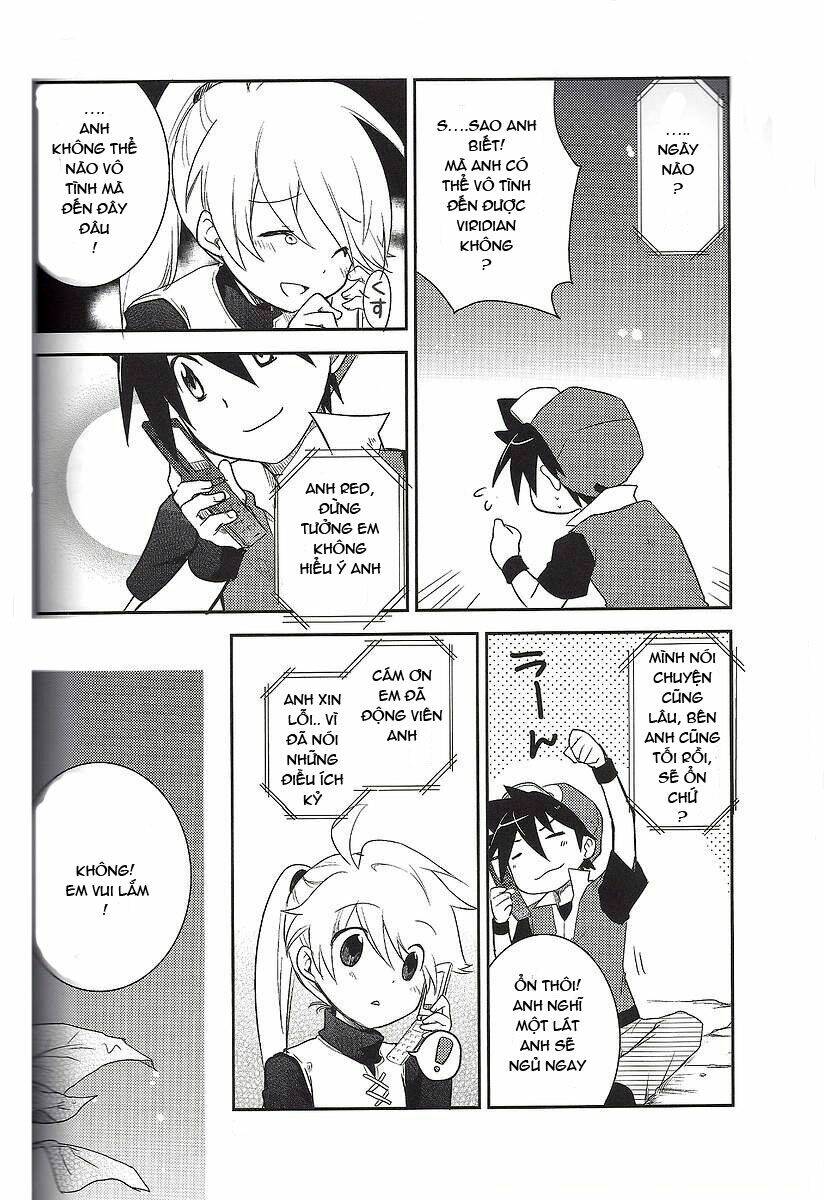 .....
NGÀY
NÀO
?
S....SAO ANH
BIẾT!
MÀ ANH CÓ
THỂ VÔ TÌNH
ĐẾN ĐƯỢC
VIRIDIAN
KHÔNG
?
....
ANH
KHÔNG THỂ
NÀO VÔ
TÌNH MÀ
ĐẾN ĐÂY
ĐÂU
!
くす
ANH RED,
ĐỪNG
TƯỞNG EM
KHÔNG
HIỂU Ý ANH
MÌNH NÓI
CHUYỆN
CŨNG
LÂU, BÊN
ANH CŨNG
TỐI RỒI,
SẼ ỔN
CHỨ
?
うーん
ỔN THÔI!
ANH NGHĨ
MỘT LÁT
ANH SẼ
NGỦ NGAY
CÁM ƠN
EM ĐÃ
ĐỘNG VIÊN
ANH
ANH XIN
LỖI.. VÌ
ĐÃ NÓI
NHỮNG
ĐIỀU ÍCH
KỶ
!
KHÔNG!
EM VUI LẮM
!